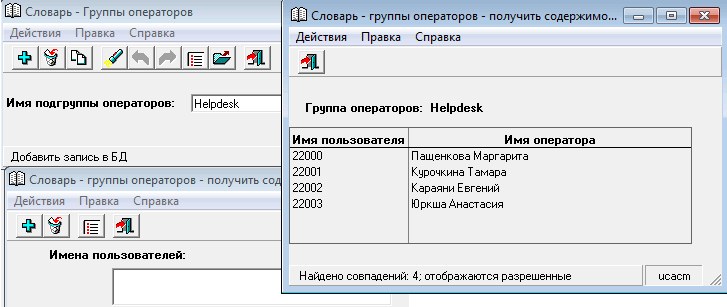 Словарь - Группы операторов
Действия Правка Справка
Имя подгруппы операторов: Helpdesk
Добавить запись в БД
Словарь - группы операторов - получить сод
Действия Правка Справка
Имена пользователей:
Словарь - группы операторов - получить содержимо...
Действия Правка Справка
Группа операторов: Helpdesk
Имя пользователя Имя оператора
22000 Пащенкова Маргарита
22001 Курочкина Тамара
22002 Караяни Евгений
22003 Юркша Анастасия
Найдено совпадений: 4; отображаются разрешенные ucacm